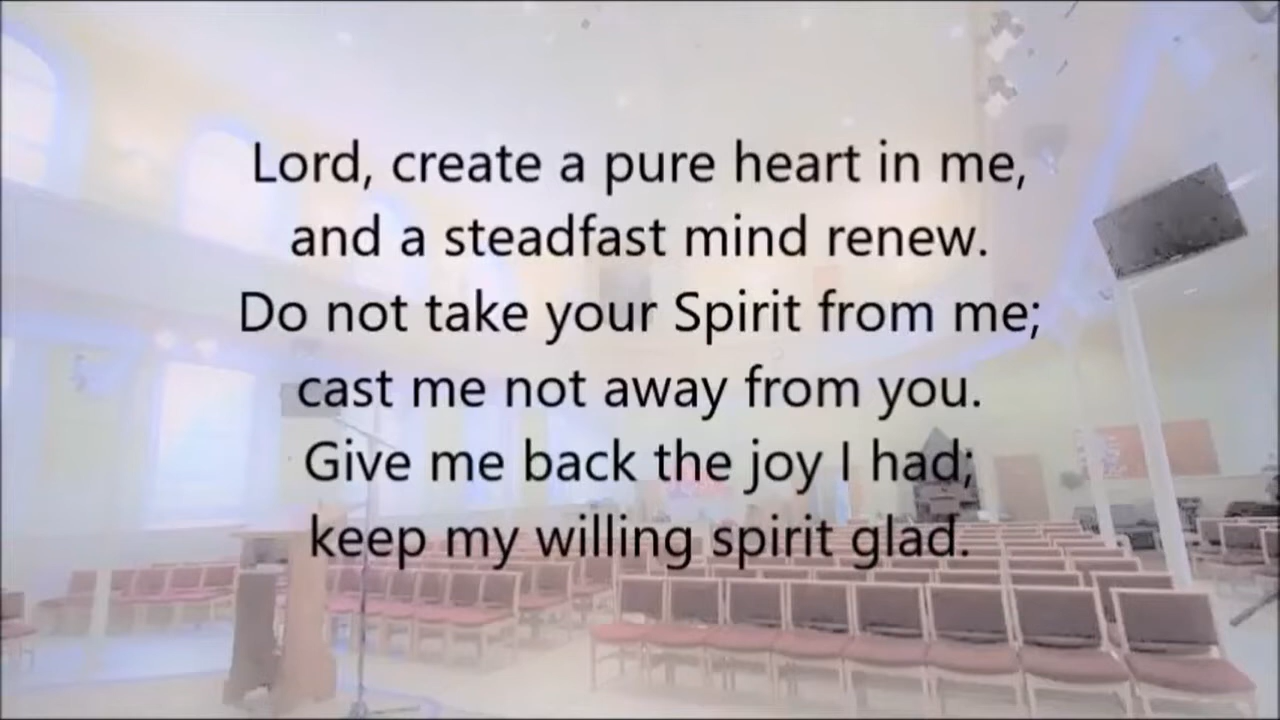 Lord, create a pure heart in me,
and a steadfast mind renew.
Do not take your Spirit from me;
cast me not away from you.
Give me back the joy I had;
keep my willing spirit glad.